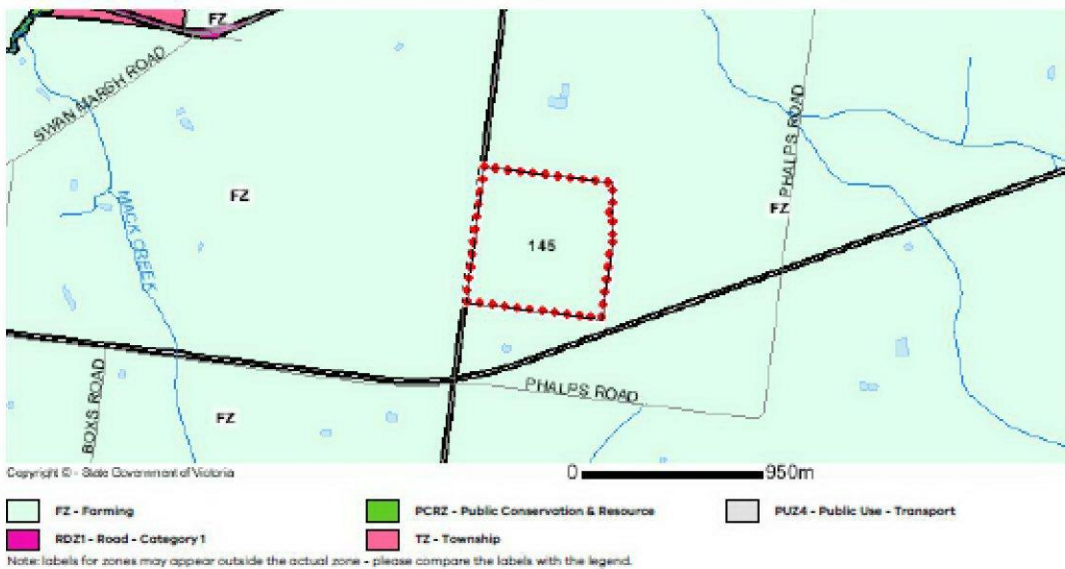 FZ
SWAN MARSH ROAD
PHALPS ROAD
FZ
FZ
MACK CREEK
145
PHALPS ROAD
BOXS ROAD
FZ
Copyright © - State Government of Victoria
0 950m
FZ - Farming
PCRZ - Public Conservation & Resource
PUZ4 - Public Use - Transport
RDZ1 - Road - Category 1
TZ - Township
Note: labels for zones may appear outside the actual zone - please compare the labels with the legend.